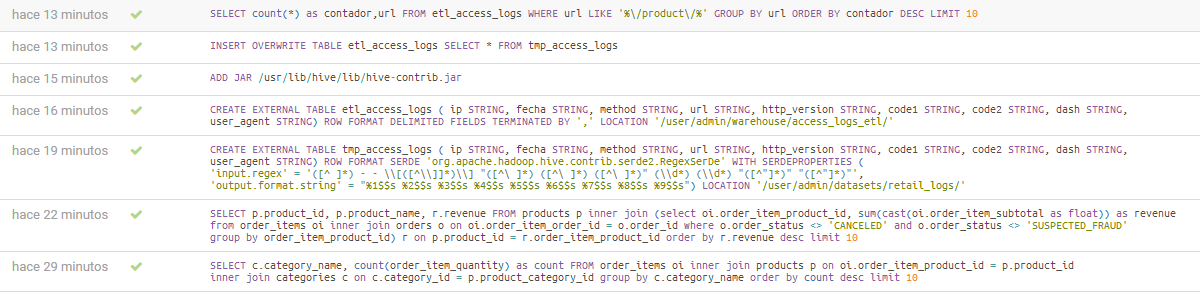 hace 13 minutos
SELECT count(*) as contador,url FROM etl_access_logs WHERE url LIKE '%\/product\/%' GROUP BY url ORDER BY contador DESC LIMIT 10
hace 13 minutos
INSERT OVERWRITE TABLE etl_access_logs SELECT * FROM tmp_access_logs
hace 15 minutos
ADD JAR /usr/lib/hive/lib/hive-contrib.jar
hace 16 minutos
CREATE EXTERNAL TABLE etl_access_logs ( ip STRING, fecha STRING, method STRING, url STRING, http_version STRING, code1 STRING, code2 STRING, dash STRING,
user_agent STRING) ROW FORMAT DELIMITED FIELDS TERMINATED BY ',' LOCATION '/user/admin/warehouse/access_logs_etl/'
hace 19 minutos
CREATE EXTERNAL TABLE tmp_access_logs ( ip STRING, fecha STRING, method STRING, url STRING, http_version STRING, code1 STRING, code2 STRING, dash STRING,
user_agent STRING) ROW FORMAT SERDE 'org.apache.hadoop.hive.contrib.serde2.RegexSerDe' WITH SERDEPROPERTIES (
'input.regex' = '([^ ]*) - - \\[([^\\]]*)\\] "([^\ ]*) ([^\ ]*) ([^\ ]*)" (\\d*) (\\d*) "([^"]*)" "([^"]*)"',
'output.format.string' = "%1$$s %2$$s %3$$s %4$$s %5$$s %6$$s %7$$s %8$$s %9$$s") LOCATION '/user/admin/datasets/retail_logs/'
hace 22 minutos
SELECT p.product_id, p.product_name, r.revenue FROM products p inner join (select oi.order_item_product_id, sum(cast(oi.order_item_subtotal as float)) as revenue
from order_items oi inner join orders o on oi.order_item_order_id = o.order_id where o.order_status <> 'CANCELED' and o.order_status <> 'SUSPECTED_FRAUD'
group by order_item_product_id) r on p.product_id = r.order_item_product_id order by r.revenue desc limit 10
hace 29 minutos
SELECT c.category_name, count(order_item_quantity) as count FROM order_items oi inner join products p on oi.order_item_product_id = p.product_id
inner join categories c on c.category_id = p.product_category_id group by c.category_name order by count desc limit 10